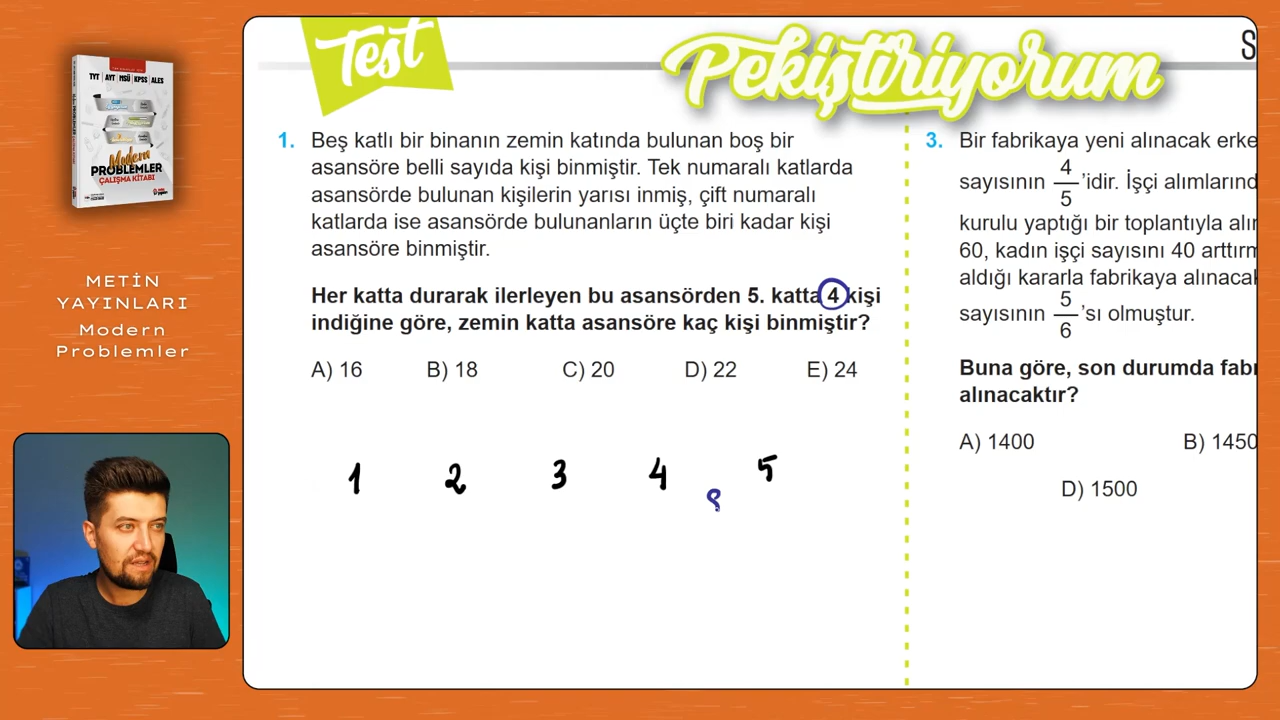 TYT | AYT | MSÜ | KPSS | ALES
Modern
PROBLEMLER
ÇALIŞMA KİTABI
METİN
YAYINLARI
Modern
Problemler
Test
Pekiştiriyorum
S
1. Beş katlı bir binanın zemin katında bulunan boş bir
asansöre belli sayıda kişi binmiştir. Tek numaralı katlarda
asansörde bulunan kişilerin yarısı inmiş, çift numaralı
katlarda ise asansörde bulunanların üçte biri kadar kişi
asansöre binmiştir.
Her katta durarak ilerleyen bu asansörden 5. katta 4 kişi
indiğine göre, zemin katta asansöre kaç kişi binmiştir?
A) 16 B) 18 C) 20 D) 22 E) 24
1 2 3 4 5
8
3. Bir fabrikaya yeni alınacak erke
sayısının 4/5'idir. İşçi alımlarınd
kurulu yaptığı bir toplantıyla alır
60, kadın işçi sayısını 40 arttırm
aldığı kararla fabrikaya alınacak
sayısının 5/6'sı olmuştur.
Buna göre, son durumda fabr
alınacaktır?
A) 1400 B) 1450
D) 1500